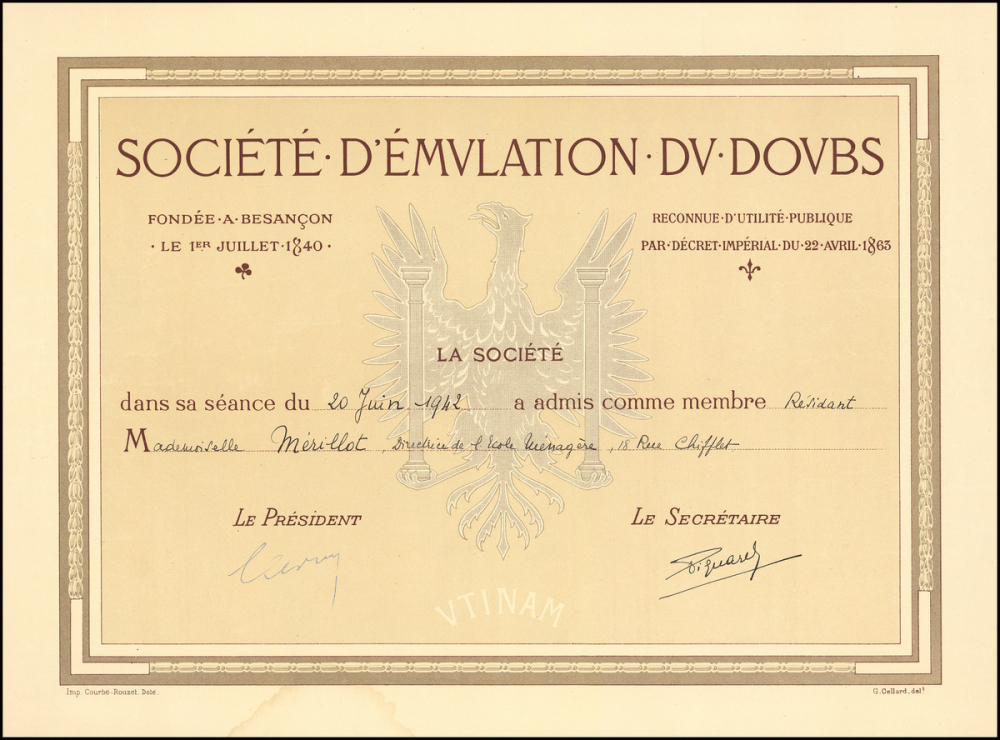 SOCIÉTÉ·D'ÉMVLATION·DV·DOVBS
FONDÉE·A·BESANÇON
·LE 1ER JUILLET·1840·
RECONNUE·D'UTILITÉ·PUBLIQUE
PAR·DÉCRET·IMPÉRIAL·DU·22·AVRIL·1863
LA SOCIÉTÉ
dans sa séance du 20 Juin 1942 a admis comme membre Résidant
Mademoiselle Mérillot, Directrice de l'Ecole Ménagère, 18 Rue Chifflet
LE PRÉSIDENT
LE SECRÉTAIRE
VTINAM
Imp. Courbe-Rouzet. Dole.
G. Cellard. delt